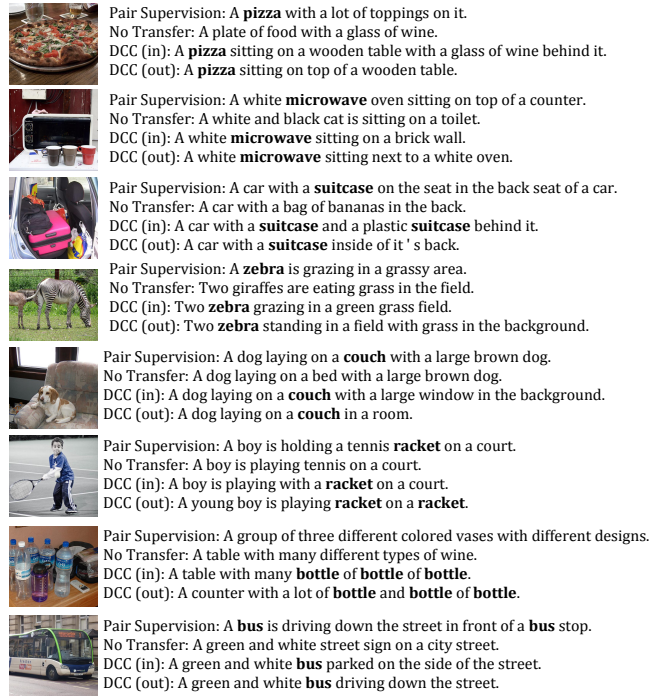 Pair Supervision: A pizza with a lot of toppings on it.
No Transfer: A plate of food with a glass of wine.
DCC (in): A pizza sitting on a wooden table with a glass of wine behind it.
DCC (out): A pizza sitting on top of a wooden table.
Pair Supervision: A white microwave oven sitting on top of a counter.
No Transfer: A white and black cat is sitting on a toilet.
DCC (in): A white microwave sitting on a brick wall.
DCC (out): A white microwave sitting next to a white oven.
Pair Supervision: A car with a suitcase on the seat in the back seat of a car.
No Transfer: A car with a bag of bananas in the back.
DCC (in): A car with a suitcase and a plastic suitcase behind it.
DCC (out): A car with a suitcase inside of it ' s back.
Pair Supervision: A zebra is grazing in a grassy area.
No Transfer: Two giraffes are eating grass in the field.
DCC (in): Two zebra grazing in a green grass field.
DCC (out): Two zebra standing in a field with grass in the background.
Pair Supervision: A dog laying on a couch with a large brown dog.
No Transfer: A dog laying on a bed with a large brown dog.
DCC (in): A dog laying on a couch with a large window in the background.
DCC (out): A dog laying on a couch in a room.
Pair Supervision: A boy is holding a tennis racket on a court.
No Transfer: A boy is playing tennis on a court.
DCC (in): A boy is playing with a racket on a court.
DCC (out): A young boy is playing racket on a racket.
Pair Supervision: A group of three different colored vases with different designs.
No Transfer: A table with many different types of wine.
DCC (in): A table with many bottle of bottle of bottle.
DCC (out): A counter with a lot of bottle and bottle of bottle.
Pair Supervision: A bus is driving down the street in front of a bus stop.
No Transfer: A green and white street sign on a city street.
DCC (in): A green and white bus parked on the side of the street.
DCC (out): A green and white bus driving down the street.